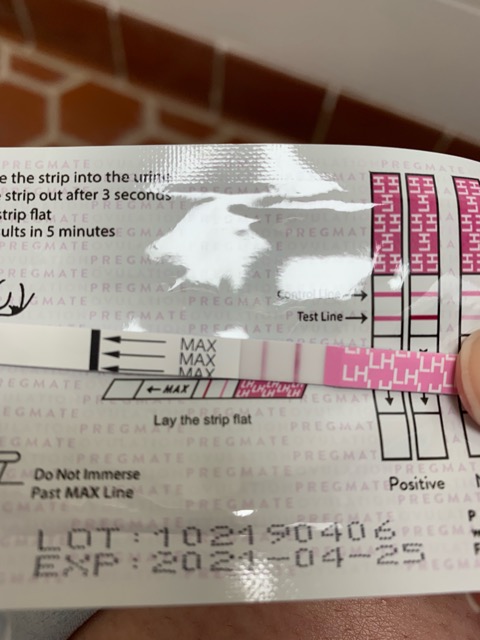 PREGMATE
e the strip into the urine
strip out after 3 seconds
strip flat
ults in 5 minutes
Control Line
Test Line
MAX
MAX
MAX
LH LH LH LH LH
MAX
Lay the strip flat
Do Not Immerse
Past MAX Line
Positive
N
LOT:102190406
EXP:2021-04-25